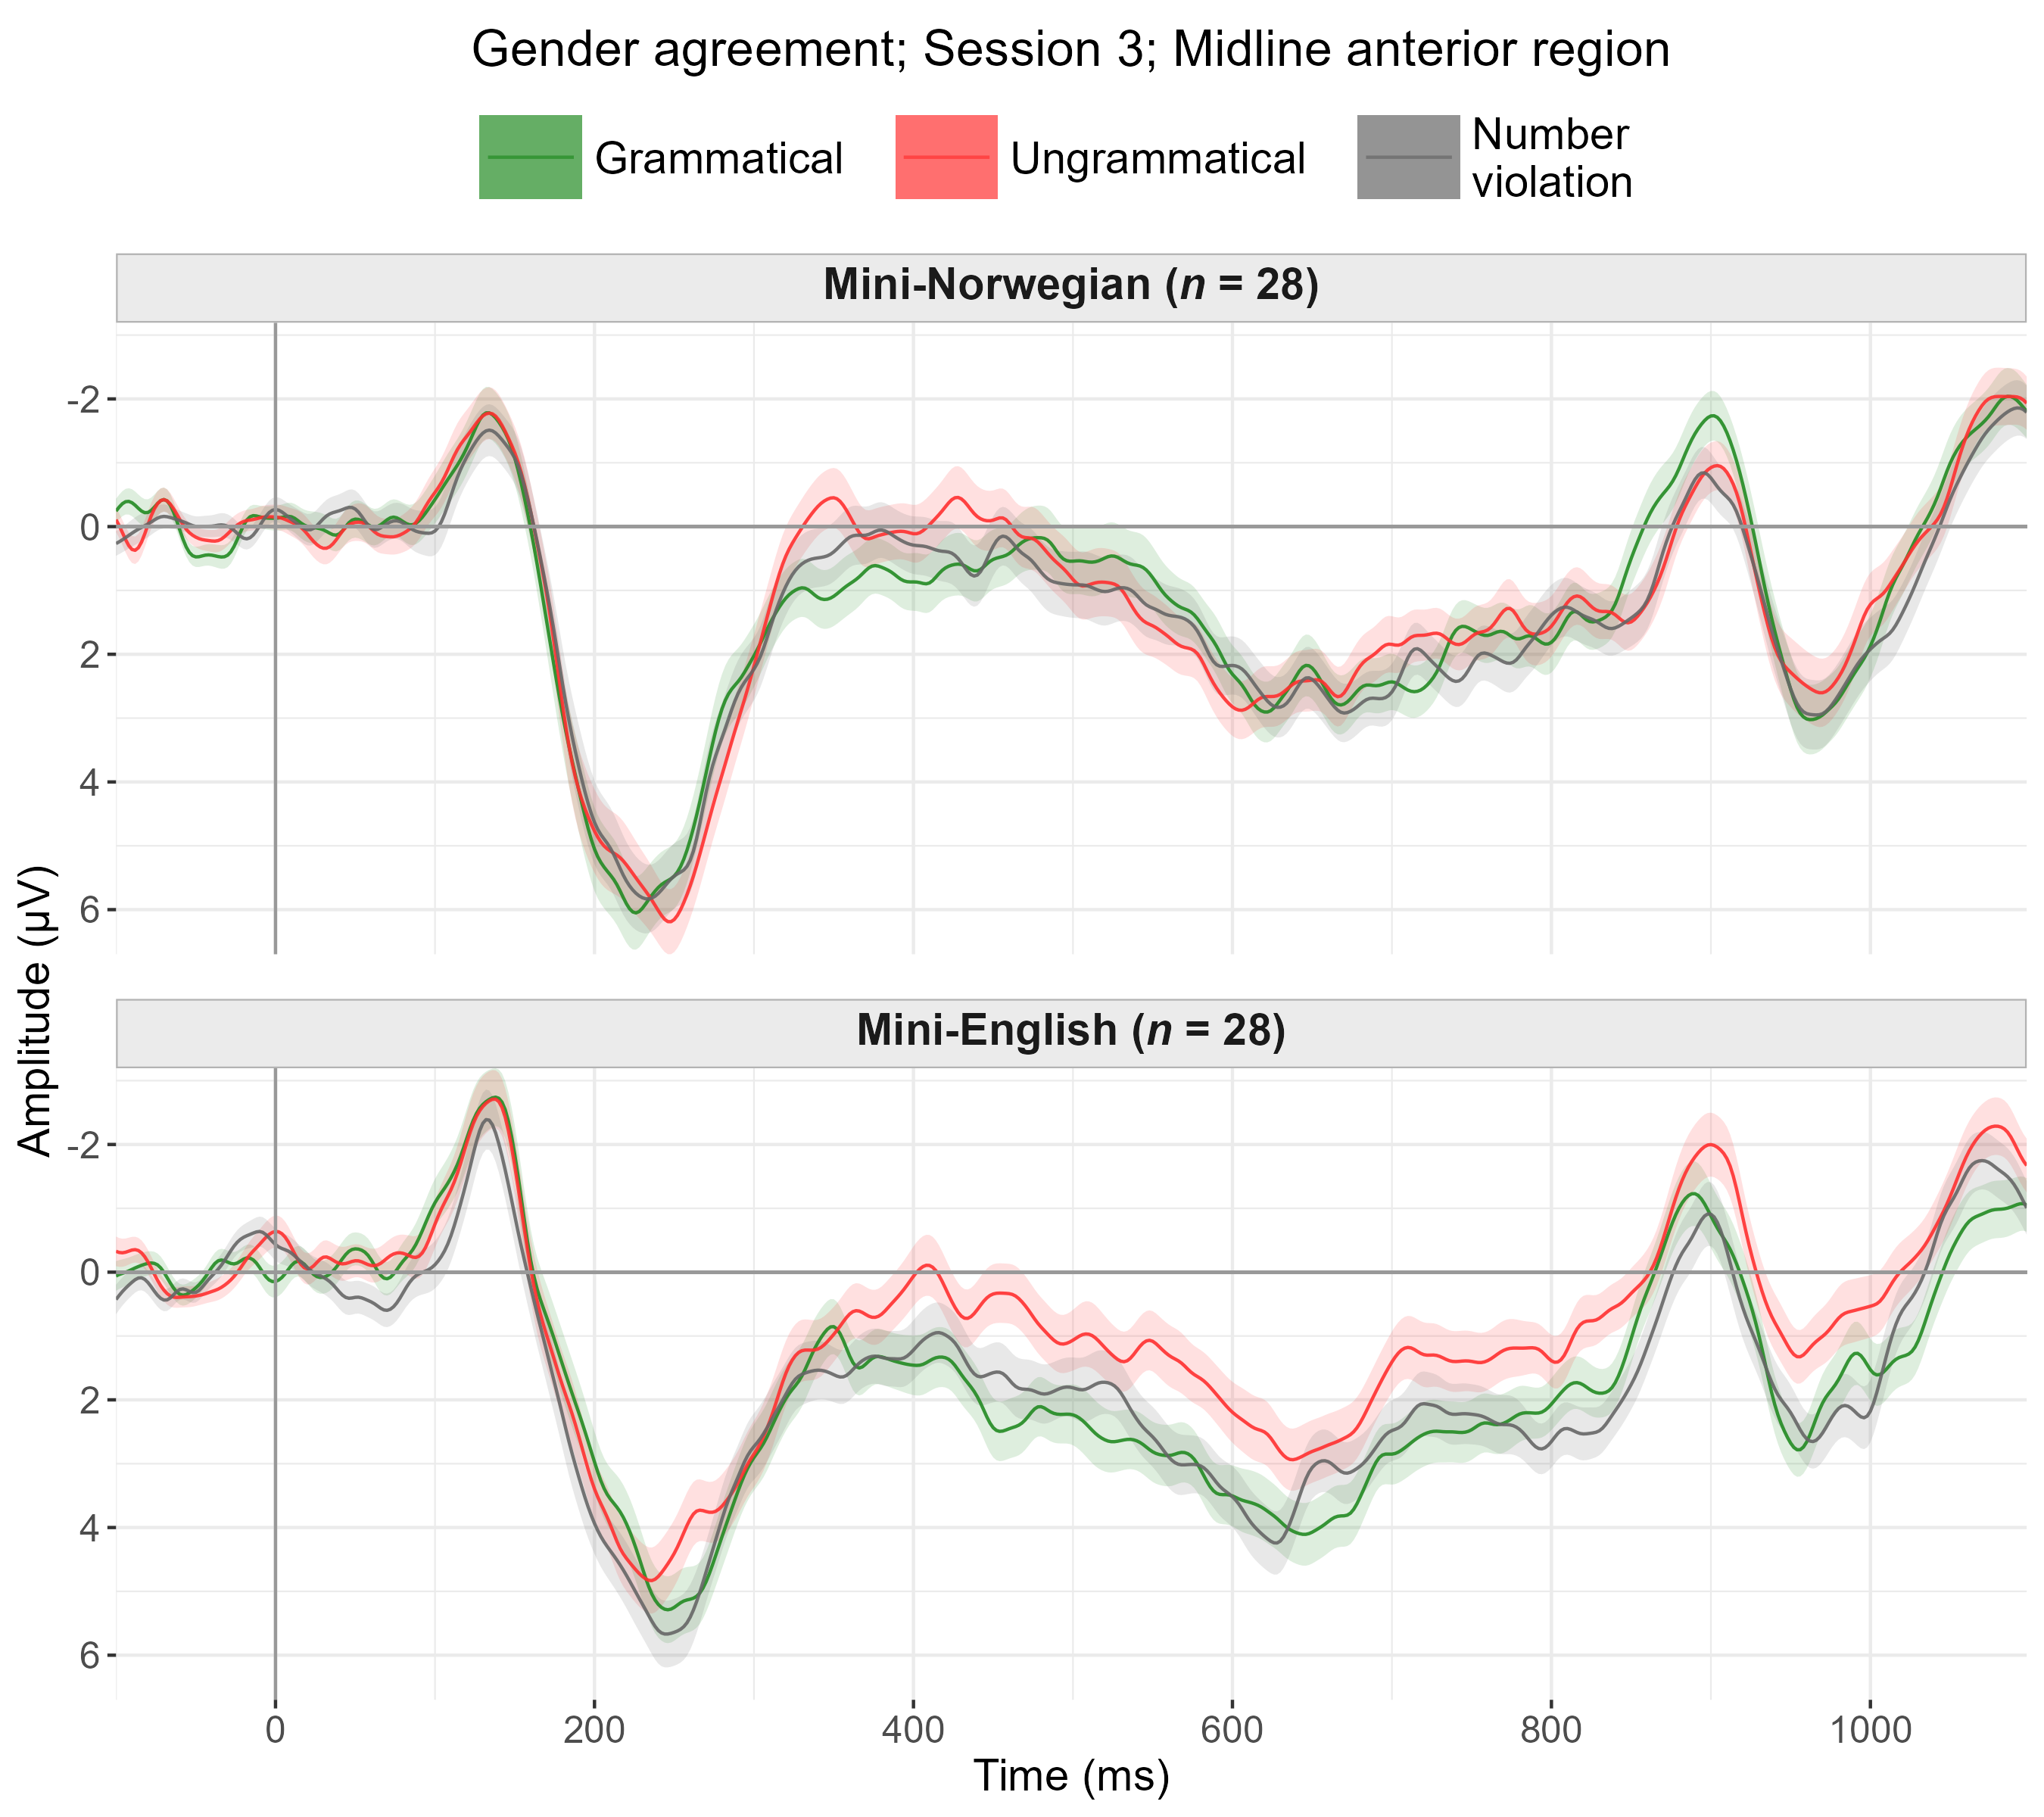 Gender agreement; Session 3; Midline anterior region
Grammatical
Ungrammatical
Number
violation
Mini-Norwegian (n = 28)
-2
0
2
4
6
Mini-English (n = 28)
-2
0
2
4
6
Amplitude (µV)
0 200 400 600 800 1000
Time (ms)